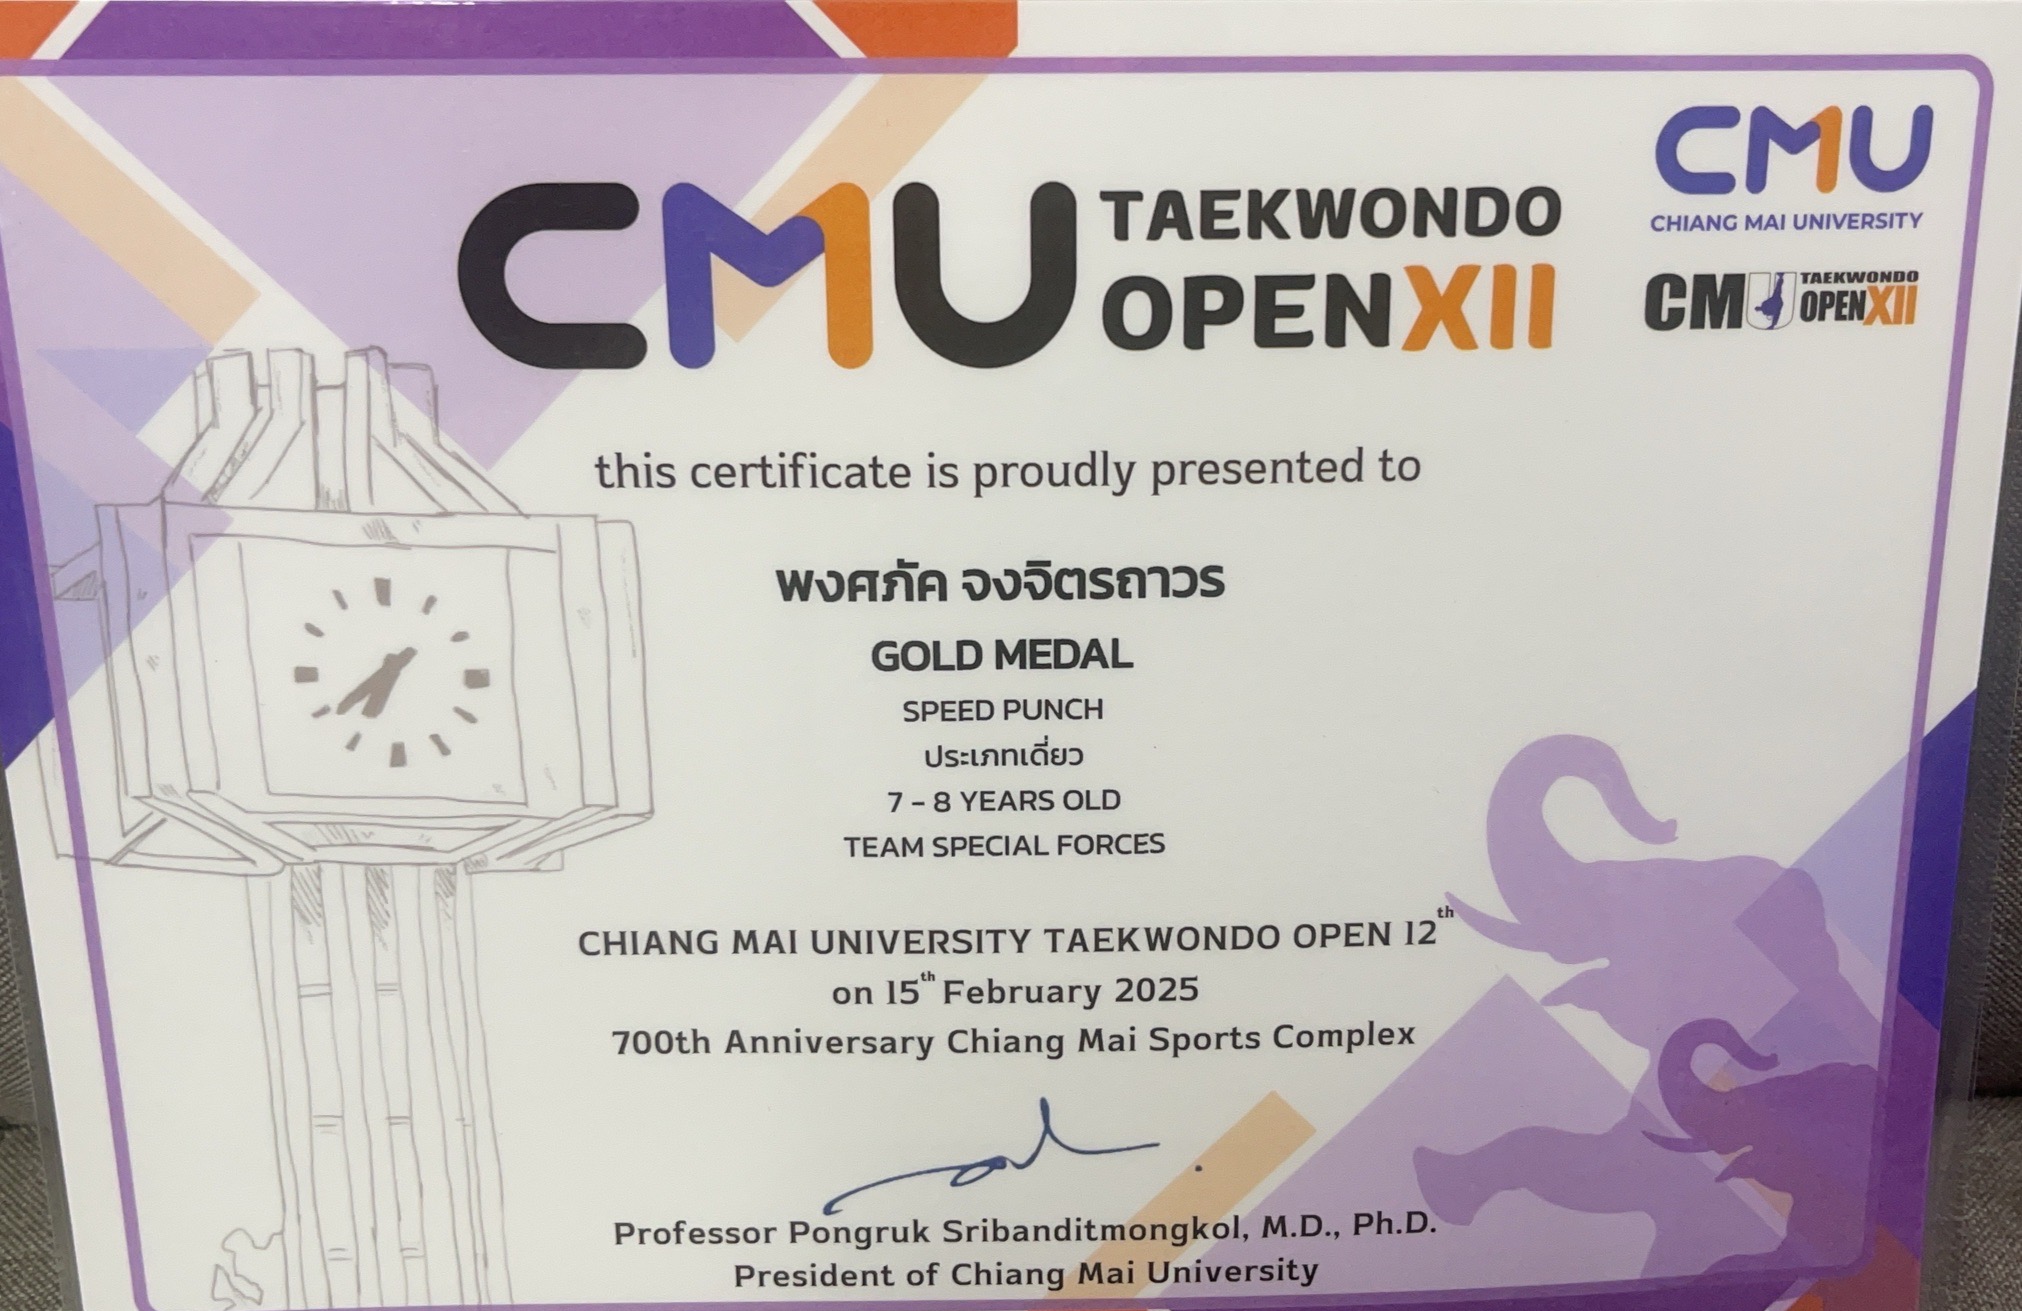 CMU TAEKWONDO
OPEN XII
CMU
CHIANG MAI UNIVERSITY
CMU TAEKWONDO
OPEN XII
this certificate is proudly presented to
พงศภัค จงจิตรถาวร
GOLD MEDAL
SPEED PUNCH
ประเภทเดี่ยว
7 – 8 YEARS OLD
TEAM SPECIAL FORCES
CHIANG MAI UNIVERSITY TAEKWONDO OPEN 12th
on 15th February 2025
700th Anniversary Chiang Mai Sports Complex
Professor Pongruk Sribanditmongkol, M.D., Ph.D.
President of Chiang Mai University